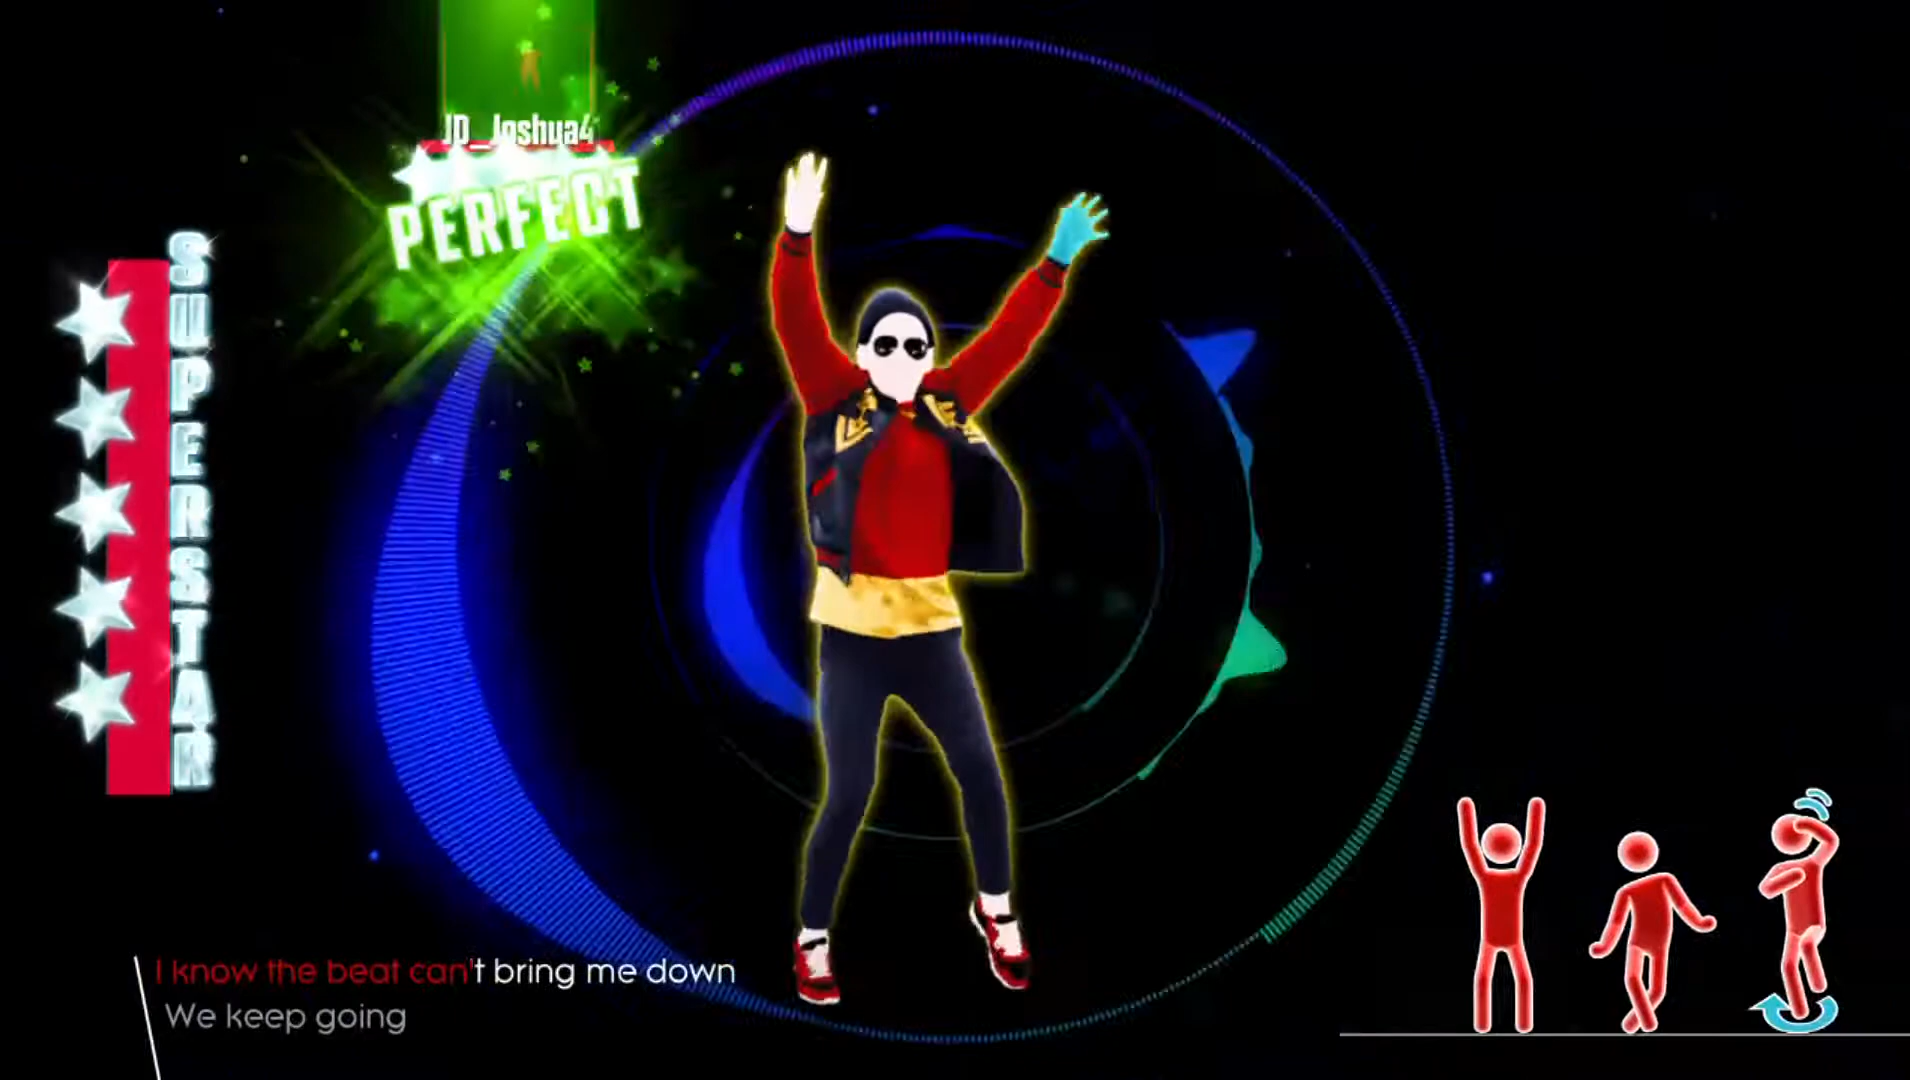 JD_Joshua4
PERFECT
SUPERSTAR
I know the beat can't bring me down
We keep going